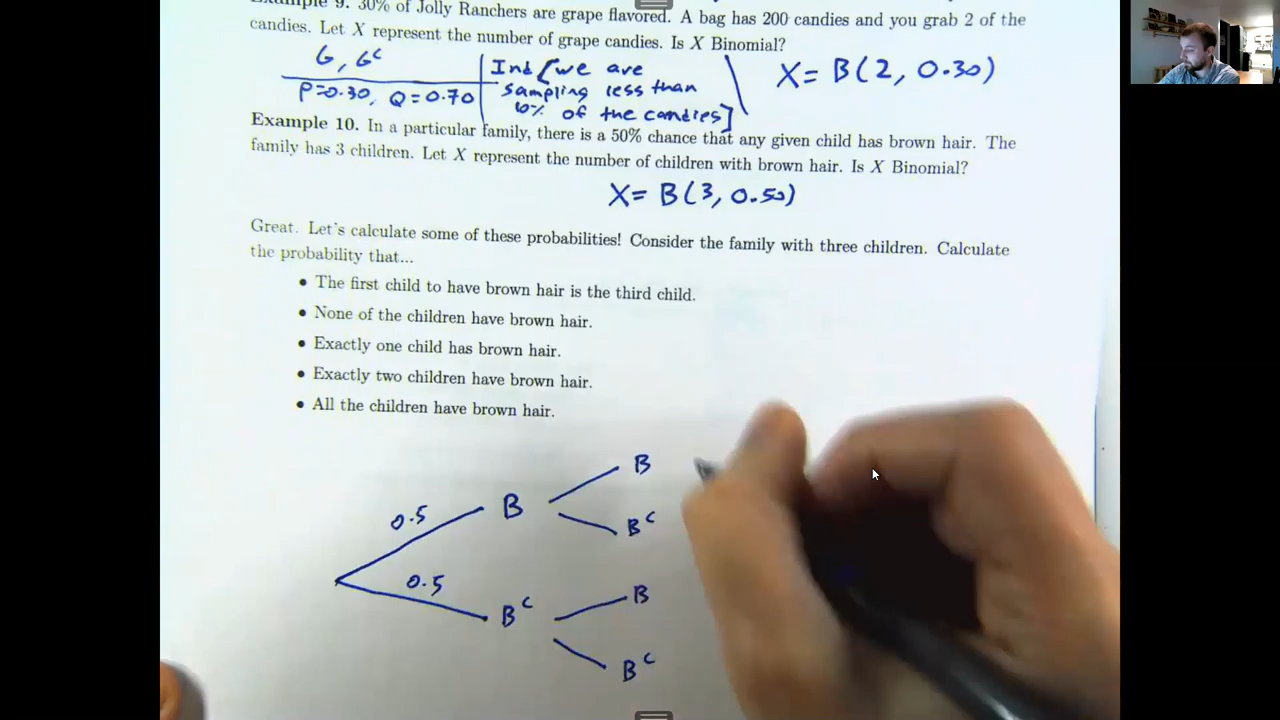 Example 9. 30% of Jolly Ranchers are grape flavored. A bag has 200 candies and you grab 2 of the
candies. Let X represent the number of grape candies. Is X Binomial?
G, Gᶜ
P=0.30, Q=0.70
Ind [we are
sampling less than
10% of the candies]
X= B(2, 0.30)
Example 10. In a particular family, there is a 50% chance that any given child has brown hair. The
family has 3 children. Let X represent the number of children with brown hair. Is X Binomial?
X= B(3, 0.50)
Great. Let's calculate some of these probabilities! Consider the family with three children. Calculate
the probability that...
• The first child to have brown hair is the third child.
• None of the children have brown hair.
• Exactly one child has brown hair.
• Exactly two children have brown hair.
• All the children have brown hair.
B
0.5 B
Bᶜ
0.5
B
Bᶜ
Bᶜ